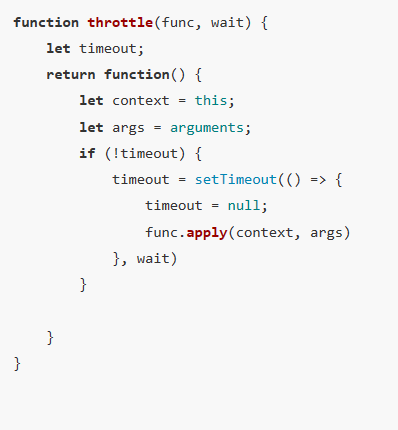 function throttle(func, wait) {
    let timeout;
    return function() {
        let context = this;
        let args = arguments;
        if (!timeout) {
            timeout = setTimeout(() => {
                timeout = null;
                func.apply(context, args)
            }, wait)
        }

    }
}